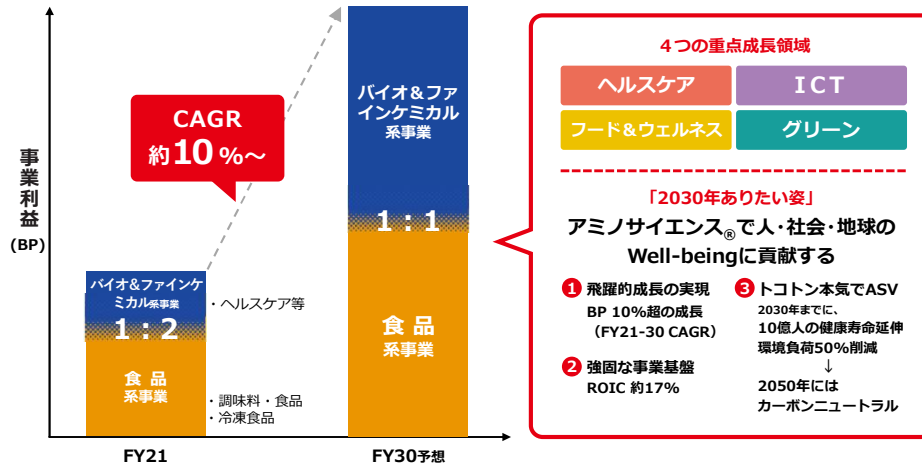 事業利益
(BP)
CAGR
約10%～
バイオ＆ファインケミカル系事業
1：2
食品
系事業
・ヘルスケア等
・調味料・食品
・冷凍食品
FY21
バイオ＆ファ
インケミカル
系事業
1：1
食品
系事業
FY30予想
4つの重点成長領域
ヘルスケア
ICT
フード＆ウェルネス
グリーン
「2030年ありたい姿」
アミノサイエンス®で人・社会・地球の
Well-beingに貢献する
1 飛躍的成長の実現
BP 10%超の成長
（FY21-30 CAGR）
2 強固な事業基盤
ROIC 約17%
3 トコトン本気でASV
2030年までに、
10億人の健康寿命延伸
環境負荷50%削減
↓
2050年には
カーボンニュートラル